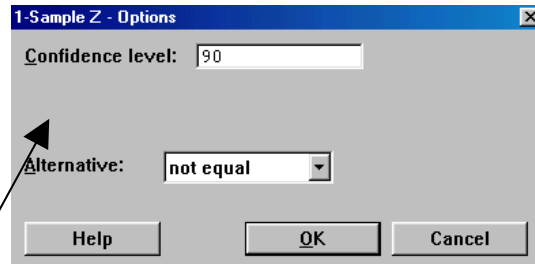 1-Sample Z - Options
Confidence level: 90
Alternative: not equal
Help OK Cancel